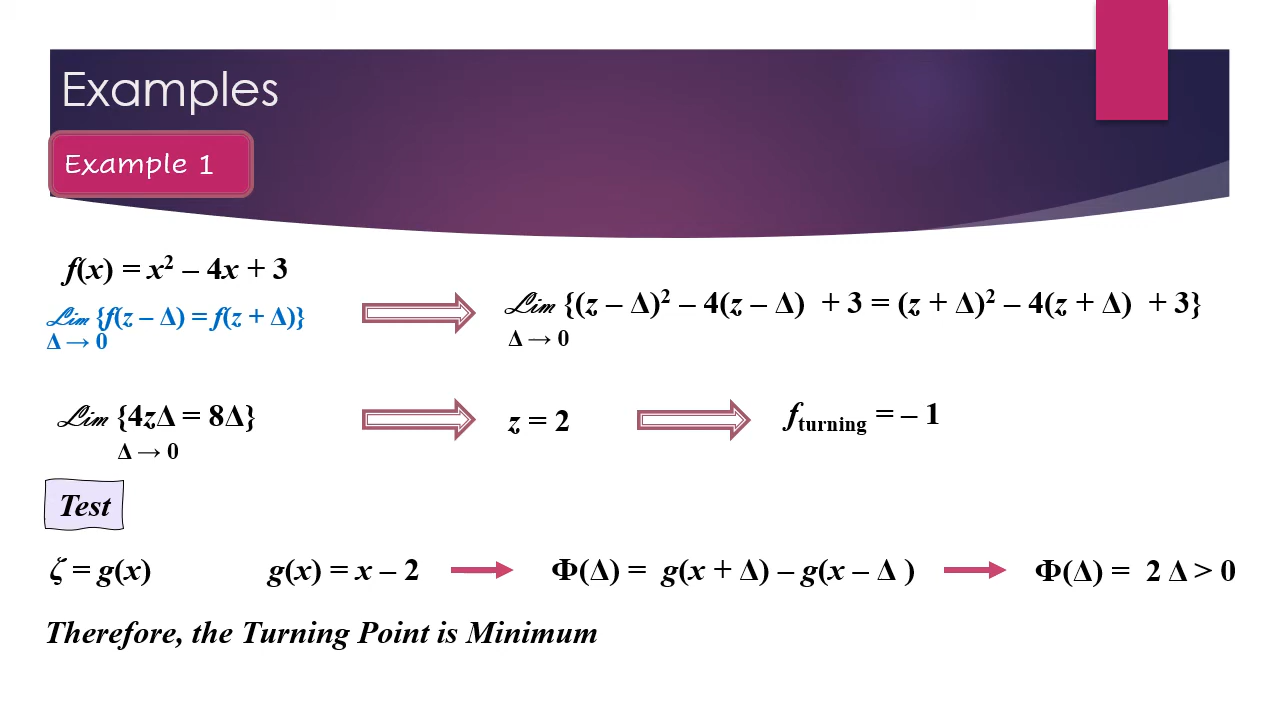 Examples
Example 1
f(x) = x² – 4x + 3
Lim {f(z – Δ) = f(z + Δ)}
Δ → 0
Lim {(z – Δ)² – 4(z – Δ) + 3 = (z + Δ)² – 4(z + Δ) + 3}
Δ → 0
Lim {4zΔ = 8Δ}
Δ → 0
z = 2
fturning = – 1
Test
ζ = g(x)
g(x) = x – 2
Φ(Δ) = g(x + Δ) – g(x – Δ )
Φ(Δ) = 2 Δ > 0
Therefore, the Turning Point is Minimum